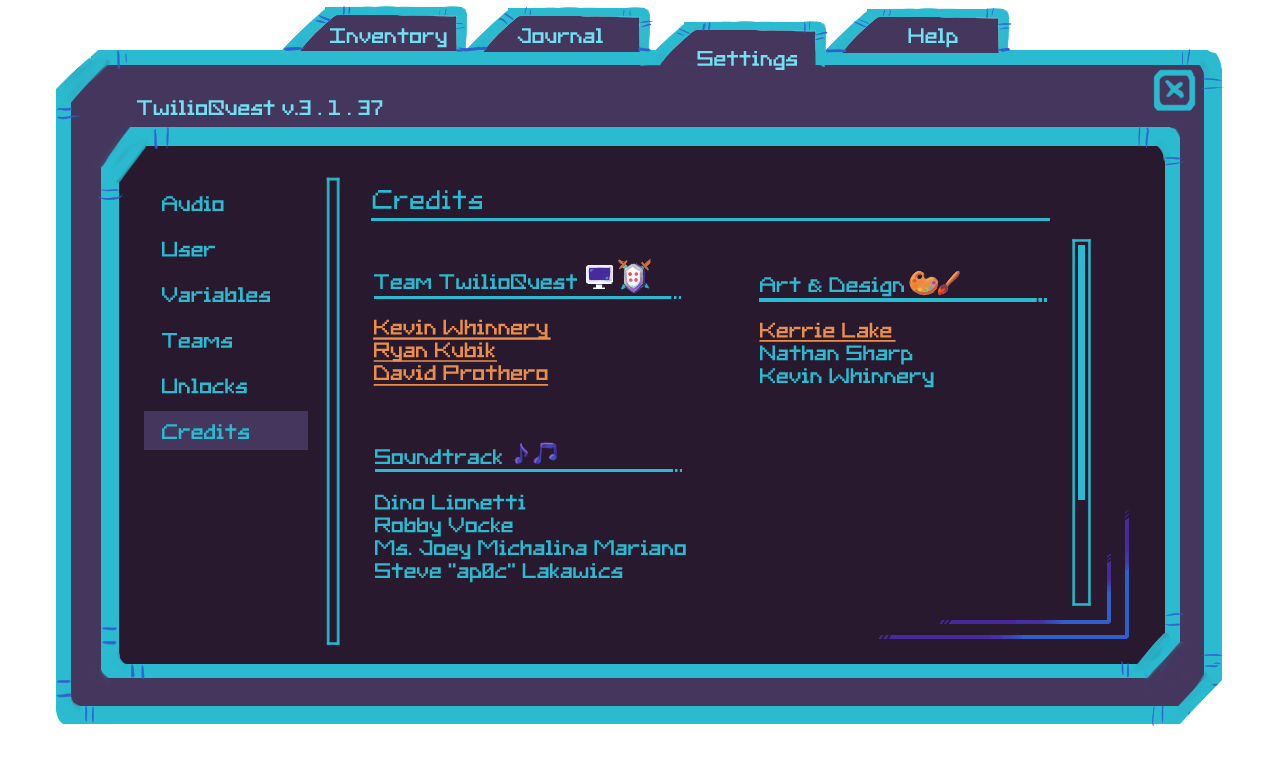 Inventory
Journal
Settings
Help
TwilioQuest v.3.1.37
Audio
User
Variables
Teams
Unlocks
Credits
Credits
Team TwilioQuest
Kevin Whinnery
Ryan Kubik
David Prothero
Art & Design
Kerrie Lake
Nathan Sharp
Kevin Whinnery
Soundtrack
Dino Lionetti
Robby Vocke
Ms. Joey Michalina Mariano
Steve "ap0c" Lakawics